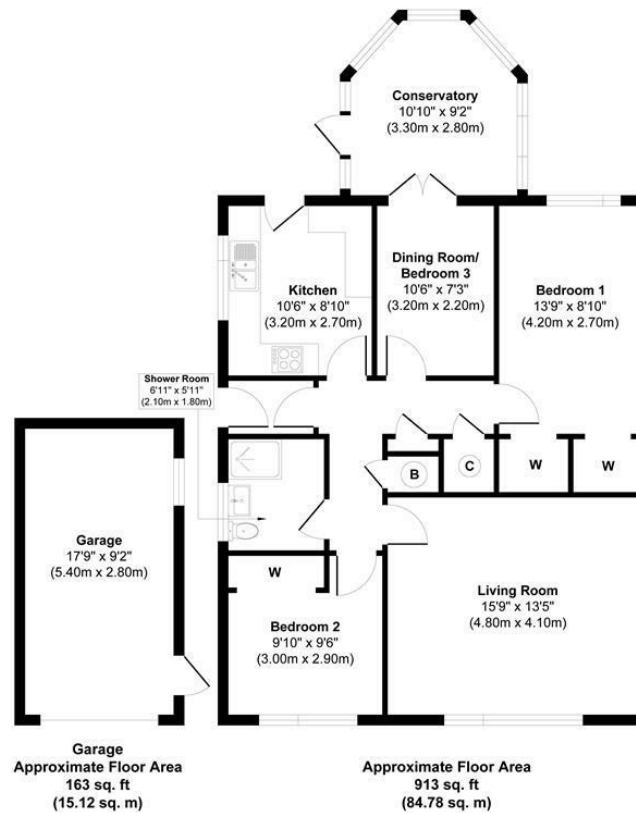 Conservatory
10'10" x 9'2"
(3.30m x 2.80m)
Kitchen
10'6" x 8'10"
(3.20m x 2.70m)
Dining Room/
Bedroom 3
10'6" x 7'3"
(3.20m x 2.20m)
Bedroom 1
13'9" x 8'10"
(4.20m x 2.70m)
Shower Room
6'11" x 5'11"
(2.10m x 1.80m)
B
C
W
W
Garage
17'9" x 9'2"
(5.40m x 2.80m)
W
Bedroom 2
9'10" x 9'6"
(3.00m x 2.90m)
Living Room
15'9" x 13'5"
(4.80m x 4.10m)
Garage
Approximate Floor Area
163 sq. ft
(15.12 sq. m)
Approximate Floor Area
913 sq. ft
(84.78 sq. m)